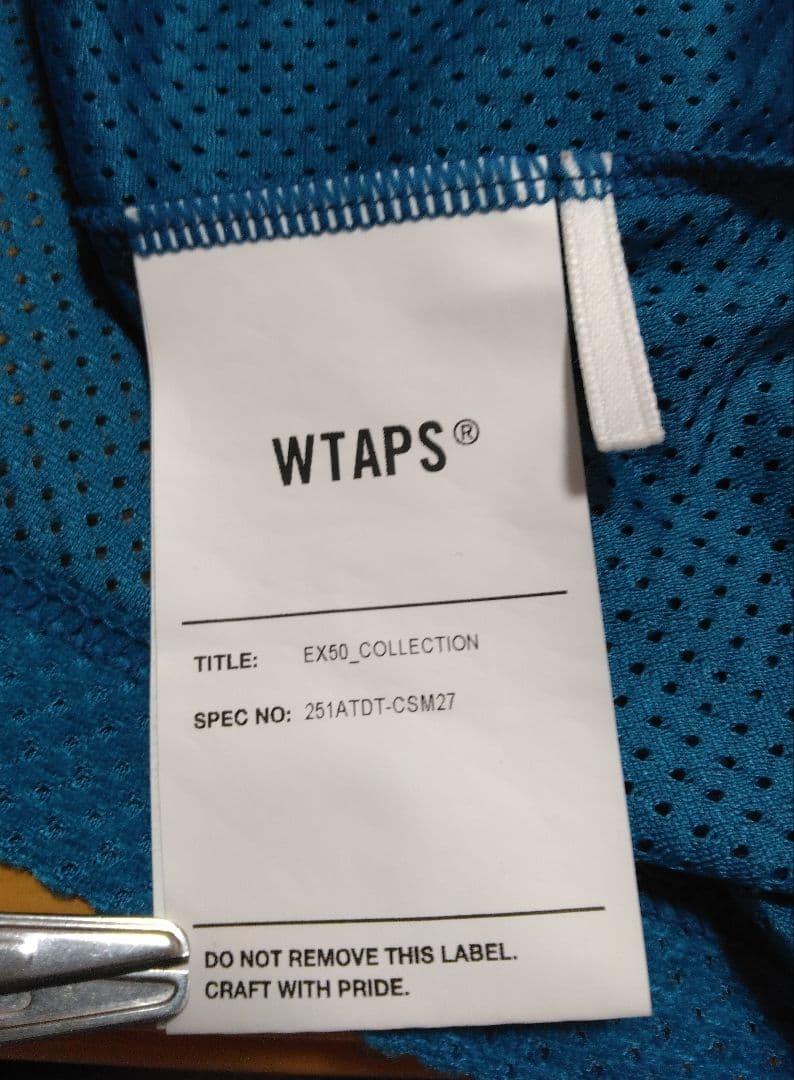 WTAPS®
TITLE: EX50_COLLECTION
SPEC NO: 251ATDT-CSM27
DO NOT REMOVE THIS LABEL.
CRAFT WITH PRIDE.